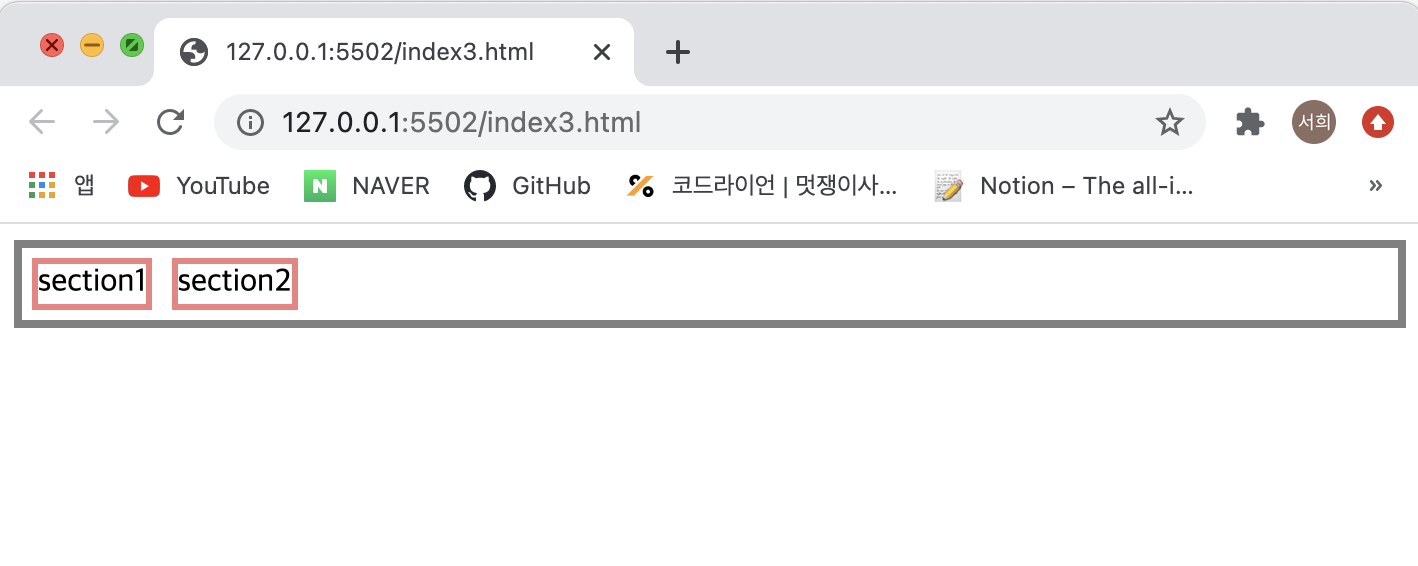 127.0.0.1:5502/index3.html
127.0.0.1:5502/index3.html
서희
앱 YouTube N NAVER GitHub 코드라이언 | 멋쟁이사... Notion – The all-i... »
section1 section2